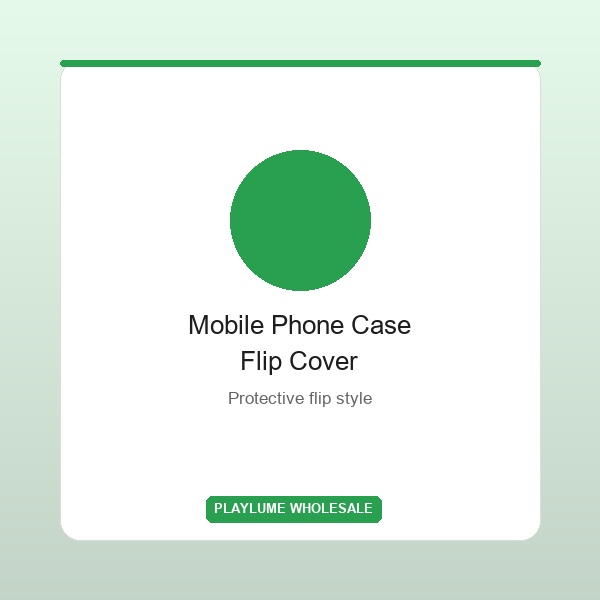 Mobile Phone Case
Flip Cover
Protective flip style
PLAYLUME WHOLESALE